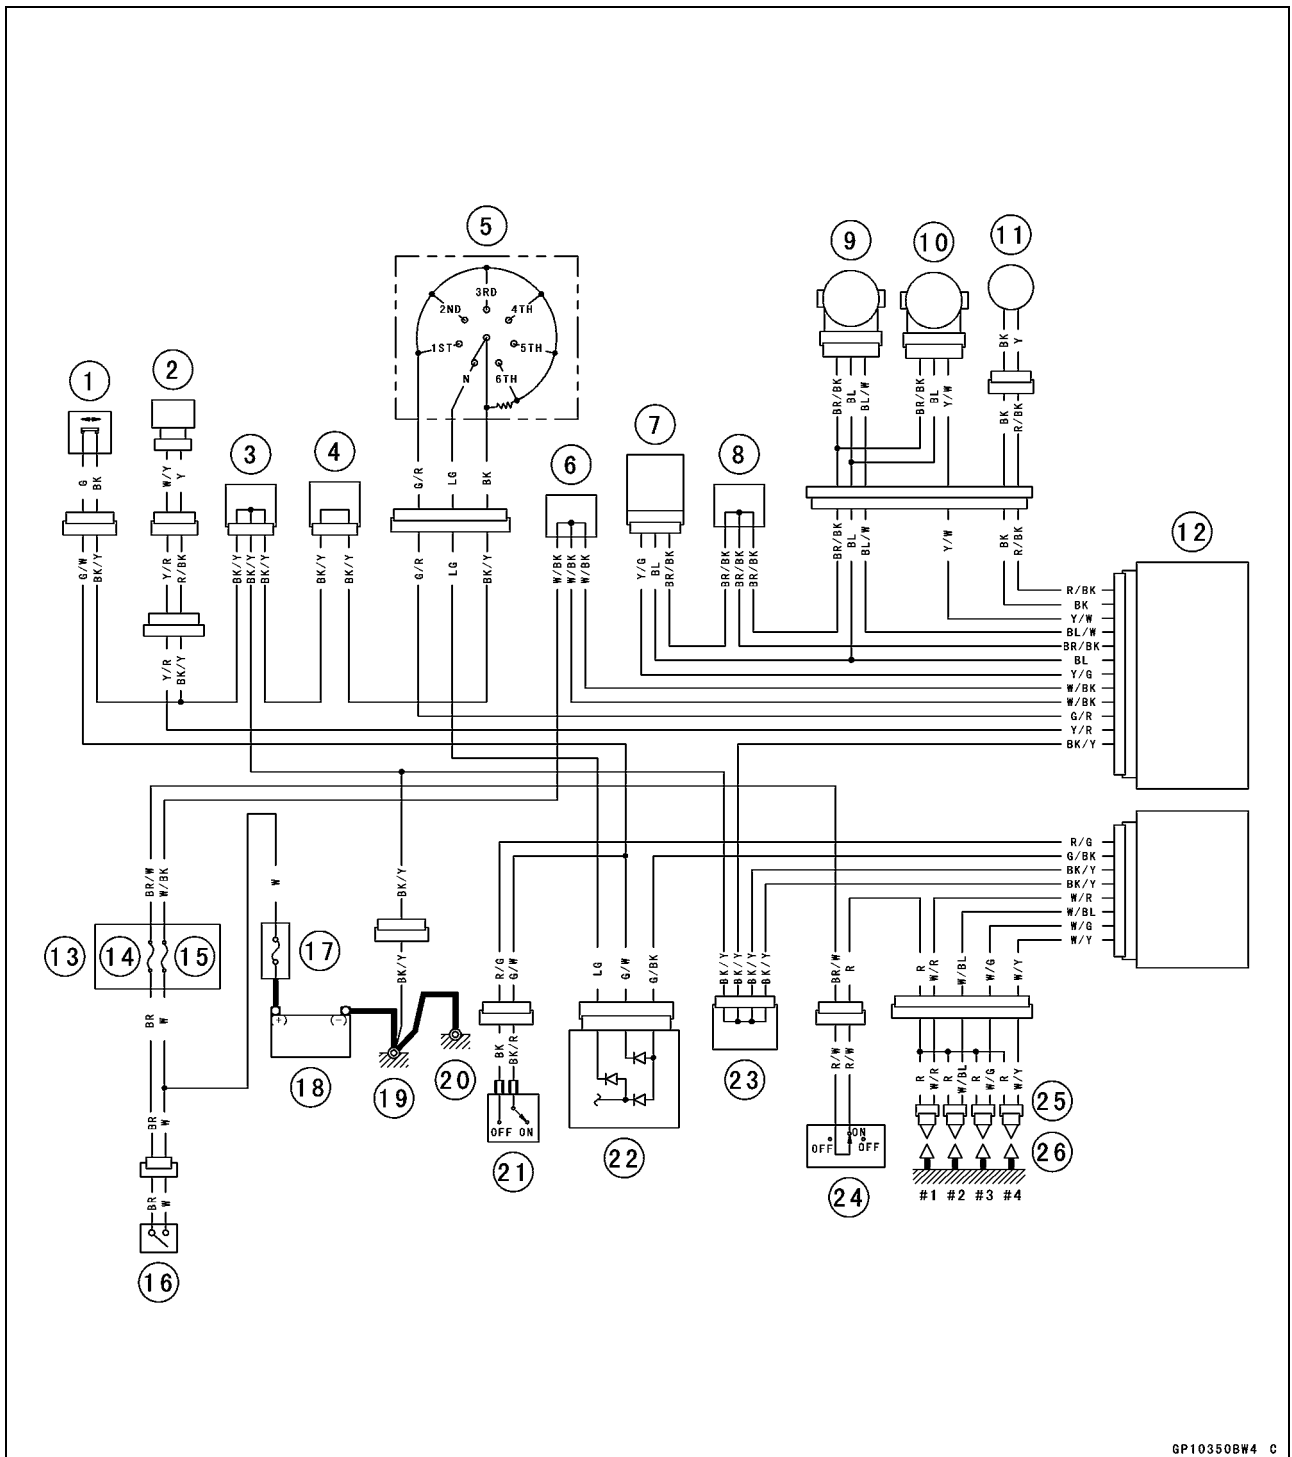 5
9
10
11
3RD
2ND
4TH
1ST
5TH
N
6TH
1
2
3
4
6
7
8
12
G
BK
W/Y
Y
G/R
LG
BK
BR/BK
BL
BL/W
BR/BK
BL
Y/W
BK
Y
BK
R/BK
G/W
BK/Y
Y/R
R/BK
BK/Y
BK/Y
BK/Y
BK/Y
BK/Y
G/R
LG
BK/Y
W/BK
W/BK
W/BK
Y/G
BL
BR/BK
BR/BK
BR/BK
BR/BK
BR/BK
BL
BL/W
Y/W
BK
R/BK
Y/R
BK/Y
R/BK
BK
Y/W
BL/W
BR/BK
BL
Y/G
W/BK
W/BK
G/R
Y/R
BK/Y
R/G
G/BK
BK/Y
BK/Y
W/R
W/BL
W/G
W/Y
BR/W
W/BK
W
BK/Y
13
14
15
17
BK/Y
R/G
G/W
LG
G/W
G/BK
BK/Y
BK/Y
BK/Y
BK/Y
BR/W
R
R
W/R
W/BL
W/G
W/Y
BR
W
(+)
(-)
18
19
20
BK
BK/R
OFF ON
21
22
23
R/W
R/W
OFF
ON
OFF
24
R
W/R
R
W/BL
R
W/G
R
W/Y
25
26
#1 #2 #3 #4
BR
W
BR
W
16
GP10350BW4 C